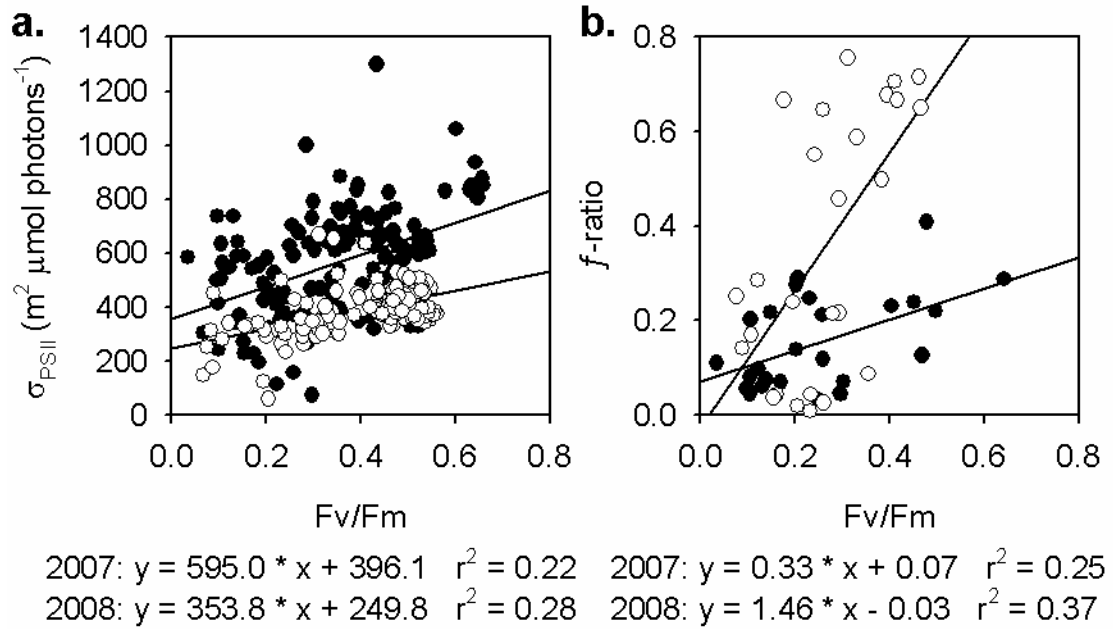 a.
1400
1200
1000
800
600
400
200
0
σPSII (m² µmol photons⁻¹)
0.0 0.2 0.4 0.6 0.8
Fv/Fm
2007: y = 595.0 * x + 396.1 r² = 0.22
2008: y = 353.8 * x + 249.8 r² = 0.28
b.
0.8
0.6
0.4
0.2
0.0
f-ratio
0.0 0.2 0.4 0.6 0.8
Fv/Fm
2007: y = 0.33 * x + 0.07 r² = 0.25
2008: y = 1.46 * x - 0.03 r² = 0.37